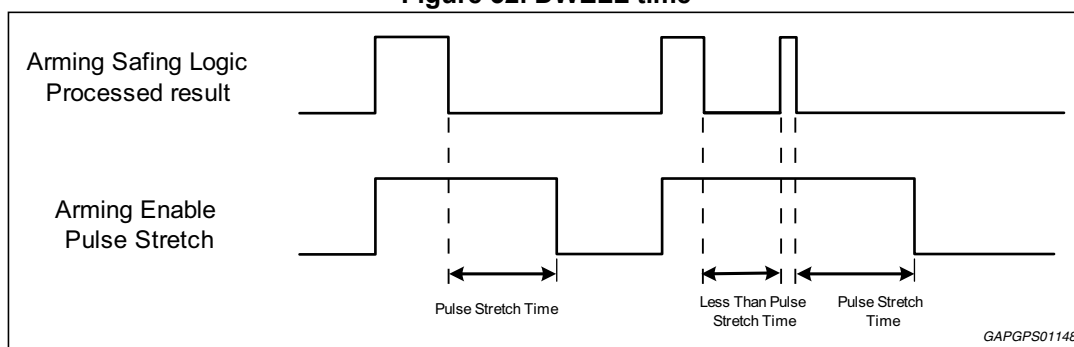 Figure 32. DWELL time
Arming Safing Logic
Processed result
Arming Enable
Pulse Stretch
Pulse Stretch Time
Less Than Pulse
Stretch Time
Pulse Stretch
Time
GAPGPS01148